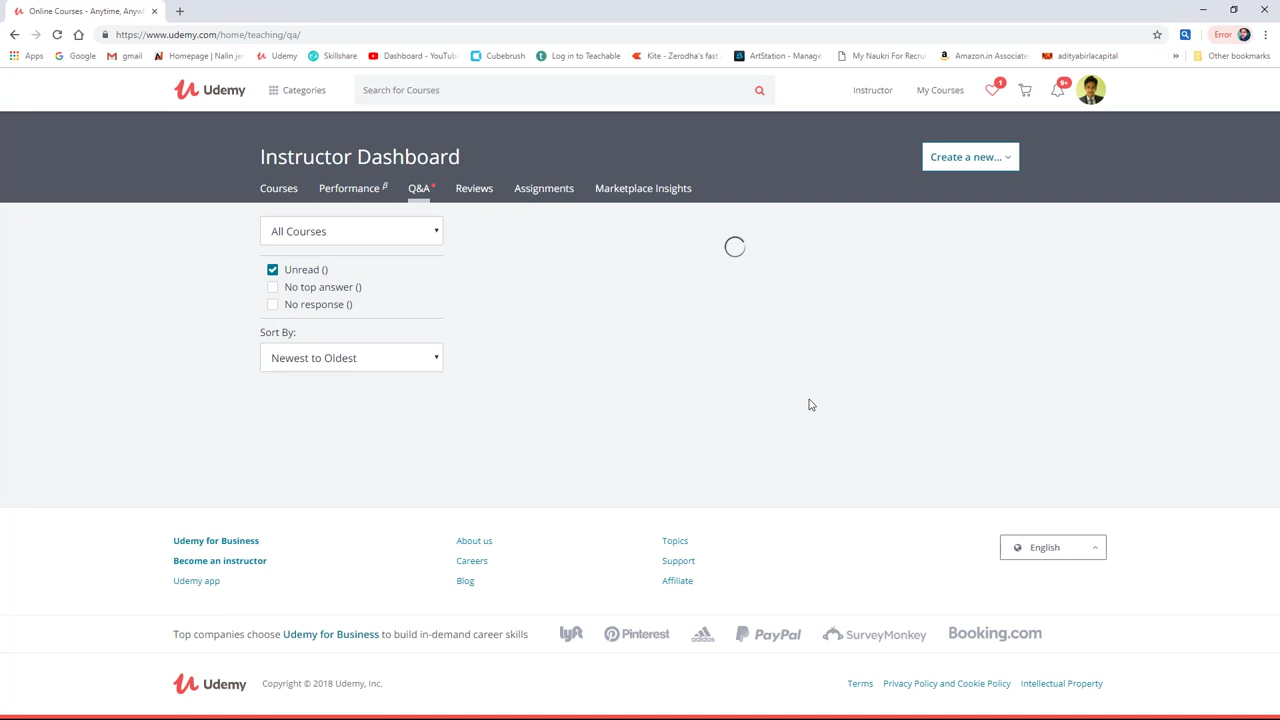 Online Courses - Anytime, Anyw
https://www.udemy.com/home/teaching/qa/
Error
Apps Google gmail Homepage | Nalin je Udemy Skillshare Dashboard - YouTub Cubebrush Log in to Teachable Kite - Zerodha's fast ArtStation - Manage My Naukri For Recru Amazon.in Associate adityabirlacapital » Other bookmarks
Udemy Categories Search for Courses Instructor My Courses 1 9+
Instructor Dashboard
Create a new...
Courses Performance β Q&A Reviews Assignments Marketplace Insights
All Courses
Unread ()
No top answer ()
No response ()
Sort By:
Newest to Oldest
Udemy for Business About us Topics English
Become an instructor Careers Support
Udemy app Blog Affiliate
Top companies choose Udemy for Business to build in-demand career skills lyft Pinterest adidas PayPal SurveyMonkey Booking.com
Udemy Copyright © 2018 Udemy, Inc. Terms Privacy Policy and Cookie Policy Intellectual Property